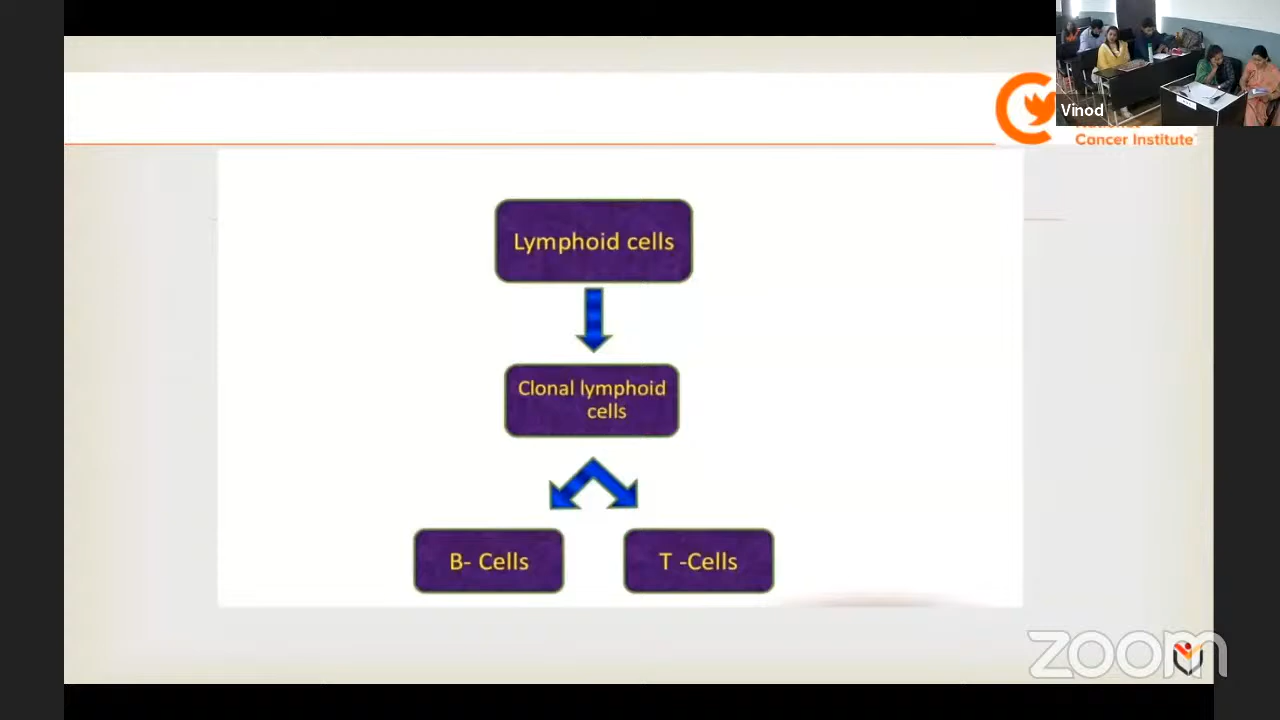 Vinod
Cancer Institute
Lymphoid cells
Clonal lymphoid
cells
B- Cells
T -Cells
zoom